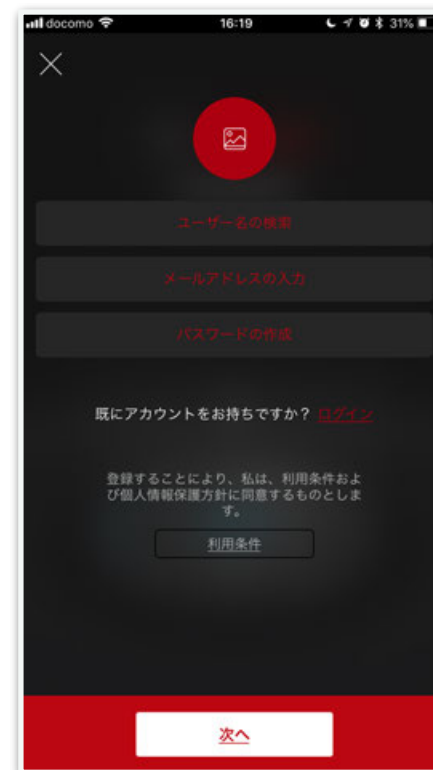 docomo 16:19 31%
ユーザー名の検索
メールアドレスの入力
パスワードの作成
既にアカウントをお持ちですか？ ログイン
登録することにより、私は、利用条件およ
び個人情報保護方針に同意するものとしま
す。
利用条件
次へ